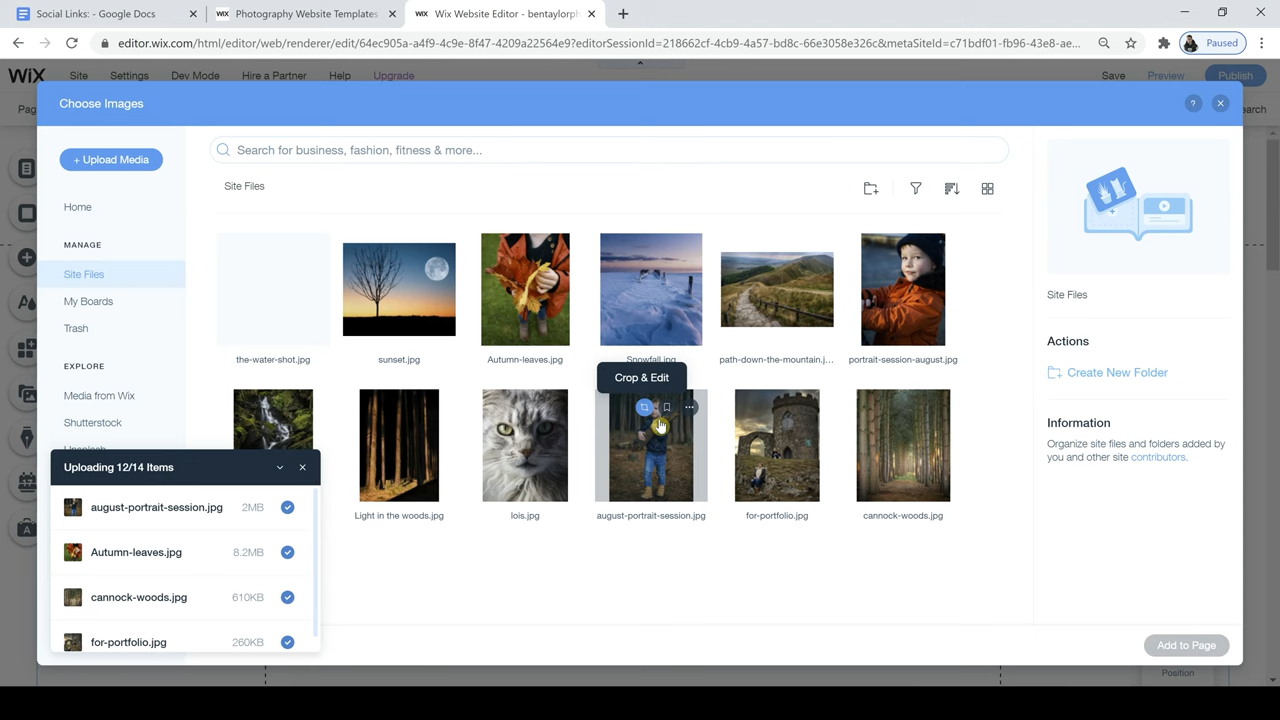 Social Links: - Google Docs
WIX Photography Website Templates
WIX Wix Website Editor - bentaylorph
editor.wix.com/html/editor/web/renderer/edit/64ec905a-a4f9-4c9e-8f47-4209a22564e9?editorSessionId=218662cf-4cb9-4a57-bd8c-66e3058e326c&metaSiteId=c71bdf01-fb96-43e8-ae...
Paused
WiX Site Settings Dev Mode Hire a Partner Help Upgrade Save Preview Publish
Choose Images
?
+ Upload Media
Search for business, fashion, fitness & more...
Site Files
Home
MANAGE
Site Files
My Boards
Trash
EXPLORE
Media from Wix
Shutterstock
Unsplash
the-water-shot.jpg
sunset.jpg
Autumn-leaves.jpg
Snowfall.jpg
path-down-the-mountain.j...
portrait-session-august.jpg
Crop & Edit
Light in the woods.jpg
lois.jpg
august-portrait-session.jpg
for-portfolio.jpg
cannock-woods.jpg
Uploading 12/14 Items
august-portrait-session.jpg 2MB
Autumn-leaves.jpg 8.2MB
cannock-woods.jpg 610KB
for-portfolio.jpg 260KB
Site Files
Actions
Create New Folder
Information
Organize site files and folders added by
you and other site contributors.
Add to Page
Position